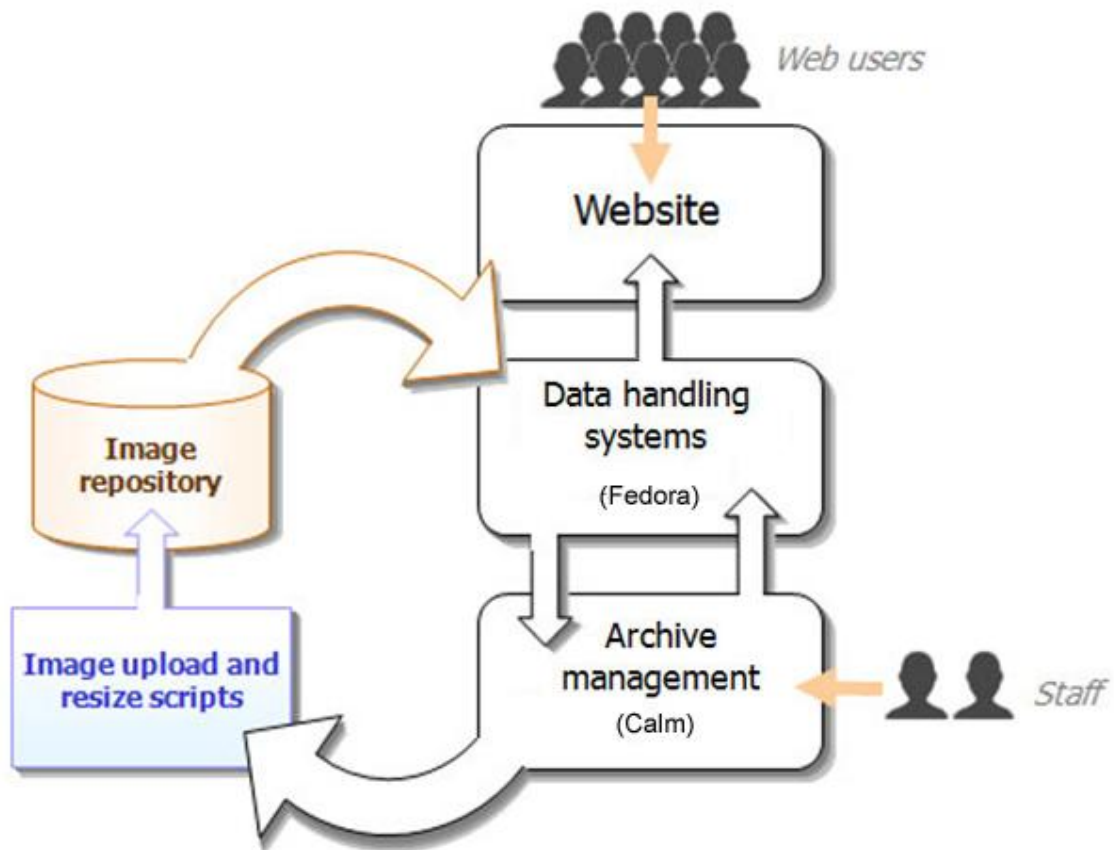 Web users
Website
Data handling
systems
(Fedora)
Image
repository
Image upload and
resize scripts
Archive
management
(Calm)
Staff